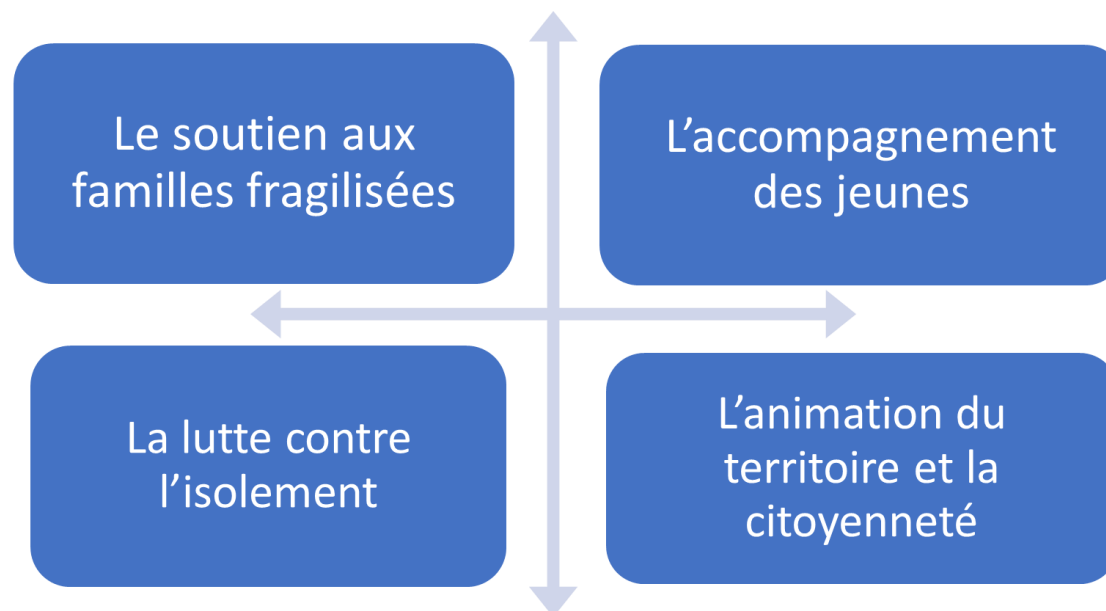 Le soutien aux
familles fragilisées
L’accompagnement
des jeunes
La lutte contre
l’isolement
L’animation du
territoire et la
citoyenneté